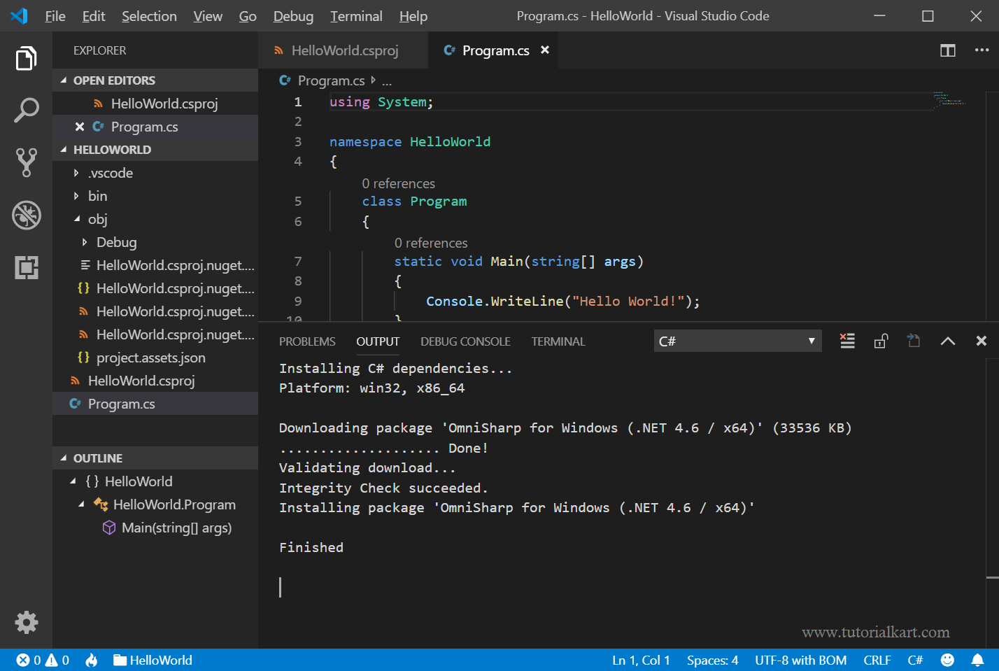 File Edit Selection View Go Debug Terminal Help Program.cs - HelloWorld - Visual Studio Code
EXPLORER
OPEN EDITORS
HelloWorld.csproj
Program.cs
HELLOWORLD
.vscode
bin
obj
Debug
HelloWorld.csproj.nuget....
HelloWorld.csproj.nuget....
HelloWorld.csproj.nuget....
HelloWorld.csproj.nuget....
project.assets.json
HelloWorld.csproj
Program.cs
OUTLINE
{ } HelloWorld
HelloWorld.Program
Main(string[] args)
HelloWorld.csproj C# Program.cs
C# Program.cs ...
1 using System;
2
3 namespace HelloWorld
4 {
0 references
5 class Program
6 {
0 references
7 static void Main(string[] args)
8 {
9 Console.WriteLine("Hello World!");
10 }
PROBLEMS OUTPUT DEBUG CONSOLE TERMINAL C#
Installing C# dependencies...
Platform: win32, x86_64
Downloading package 'OmniSharp for Windows (.NET 4.6 / x64)' (33536 KB)
.................... Done!
Validating download...
Integrity Check succeeded.
Installing package 'OmniSharp for Windows (.NET 4.6 / x64)'
Finished
www.tutorialkart.com
0 0 HelloWorld Ln 1, Col 1 Spaces: 4 UTF-8 with BOM CRLF C#